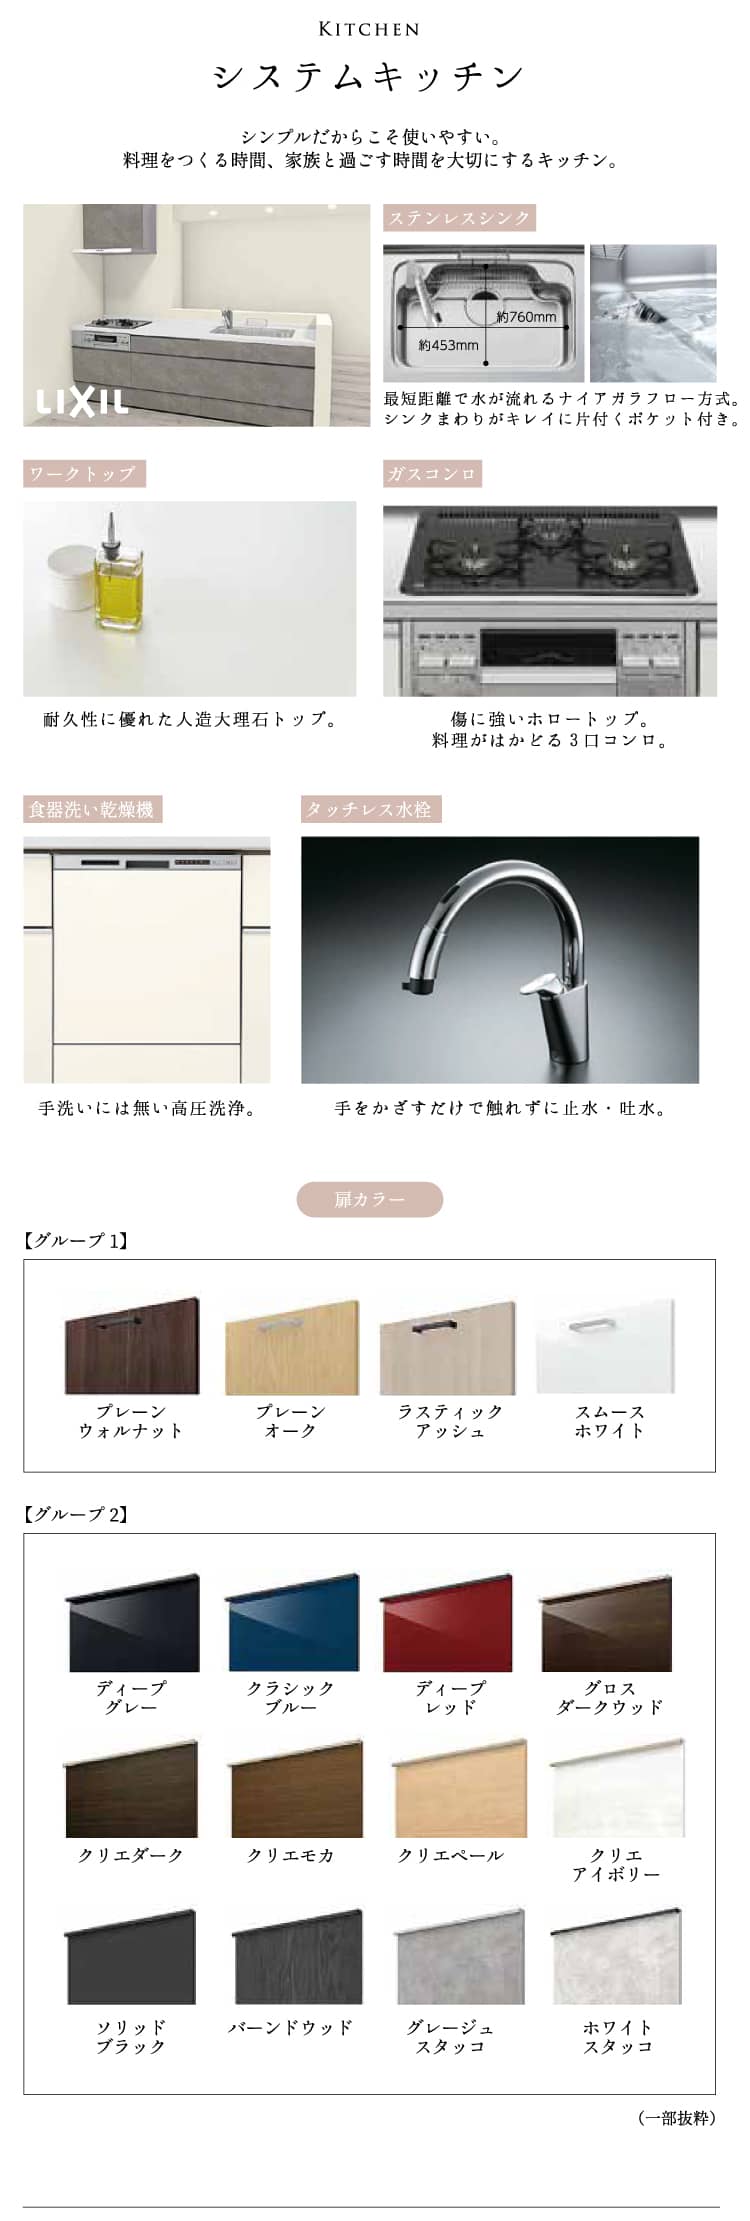 KITCHEN
システムキッチン
シンプルだからこそ使いやすい。
料理をつくる時間、家族と過ごす時間を大切にするキッチン。
LIXIL
ステンレスシンク
約760mm
約453mm
最短距離で水が流れるナイアガラフロー方式。
シンクまわりがキレイに片付くポケット付き。
ワークトップ
耐久性に優れた人造大理石トップ。
ガスコンロ
傷に強いホロートップ。
料理がはかどる3口コンロ。
食器洗い乾燥機
手洗いには無い高圧洗浄。
タッチレス水栓
手をかざすだけで触れずに止水・吐水。
扉カラー
【グループ1】
プレーン
ウォルナット
プレーン
オーク
ラスティック
アッシュ
スムース
ホワイト
【グループ2】
ディープ
グレー
クラシック
ブルー
ディープ
レッド
グロス
ダークウッド
クリエダーク
クリエモカ
クリエペール
クリエ
アイボリー
ソリッド
ブラック
バーンドウッド
グレージュ
スタッコ
ホワイト
スタッコ
（一部抜粋）